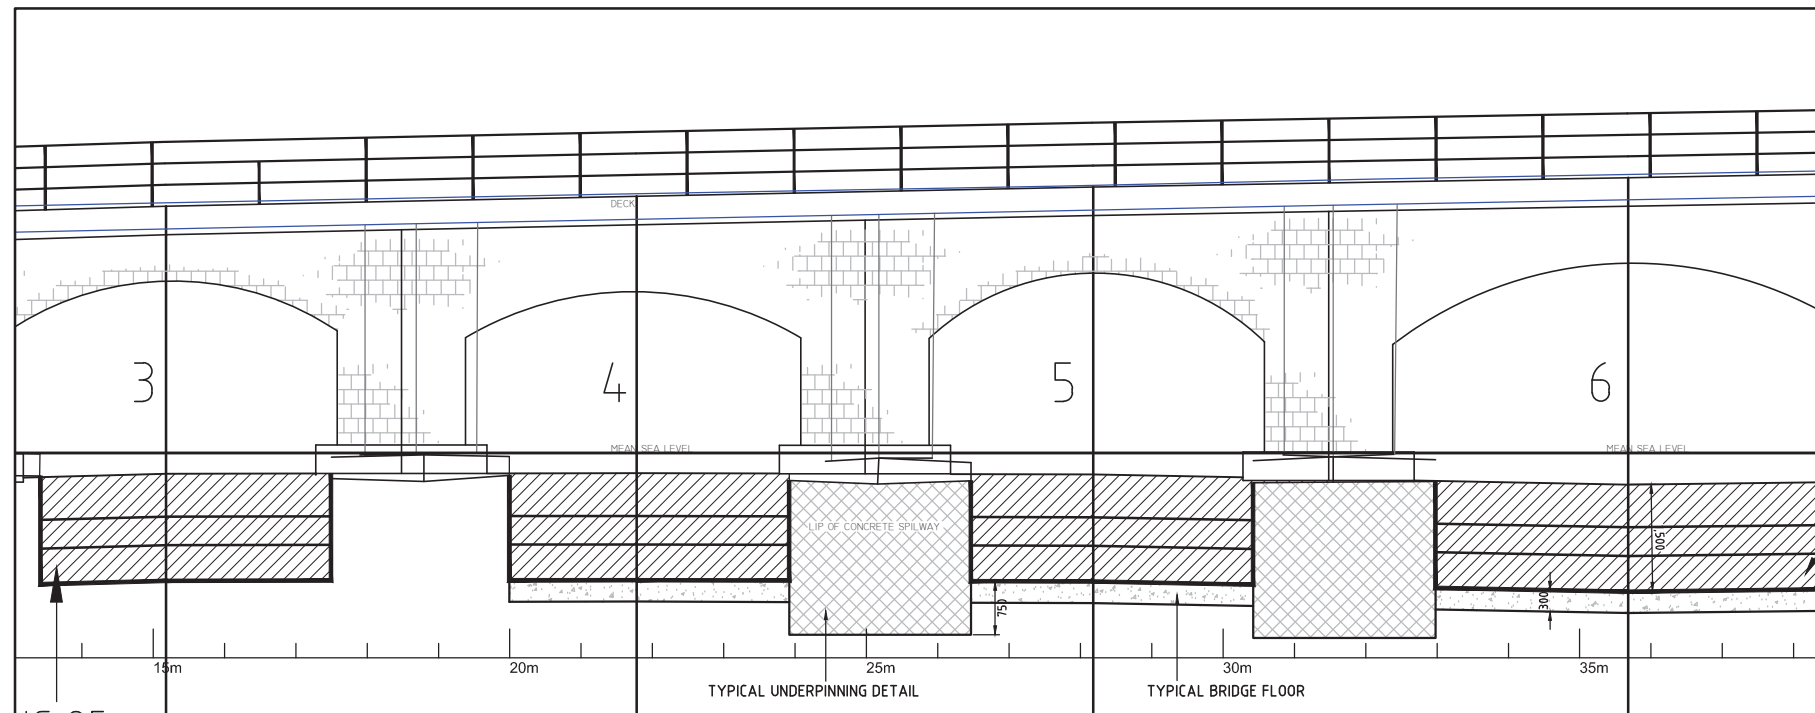 DECK
3
4
5
6
MEAN SEA LEVEL
MEAN SEA LEVEL
LIP OF CONCRETE SPILWAY
500
300
750
15m
20m
25m
30m
35m
TYPICAL UNDERPINNING DETAIL
TYPICAL BRIDGE FLOOR